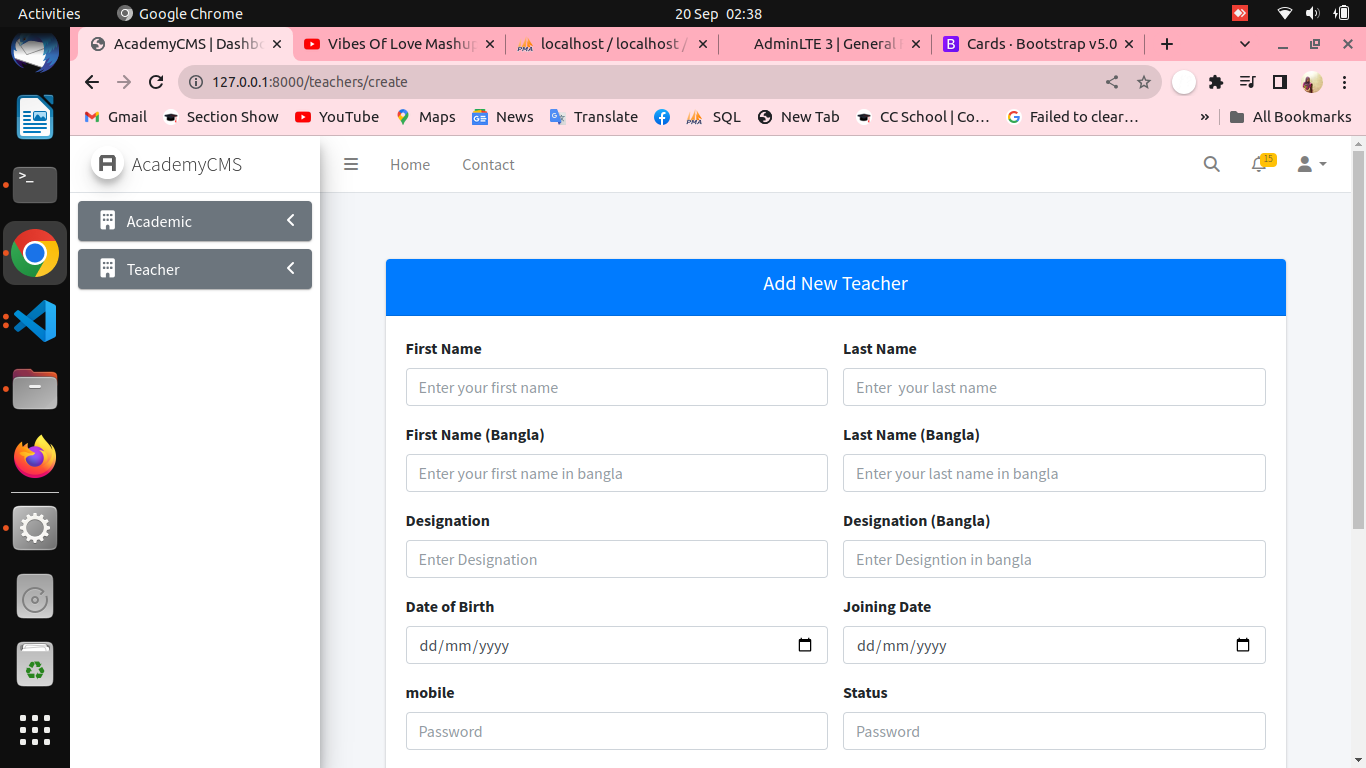 Activities
Google Chrome
20 Sep 02:38
AcademyCMS | Dashbo
Vibes Of Love Mashup
localhost / localhost /
AdminLTE 3 | General F
Cards · Bootstrap v5.0
127.0.0.1:8000/teachers/create
Gmail
Section Show
YouTube
Maps
News
Translate
SQL
New Tab
CC School | Co...
Failed to clear...
»
All Bookmarks
AcademyCMS
Home
Contact
15
Academic
Teacher
Add New Teacher
First Name
Last Name
Enter your first name
Enter your last name
First Name (Bangla)
Last Name (Bangla)
Enter your first name in bangla
Enter your last name in bangla
Designation
Designation (Bangla)
Enter Designation
Enter Designtion in bangla
Date of Birth
Joining Date
dd/mm/yyyy
dd/mm/yyyy
mobile
Status
Password
Password